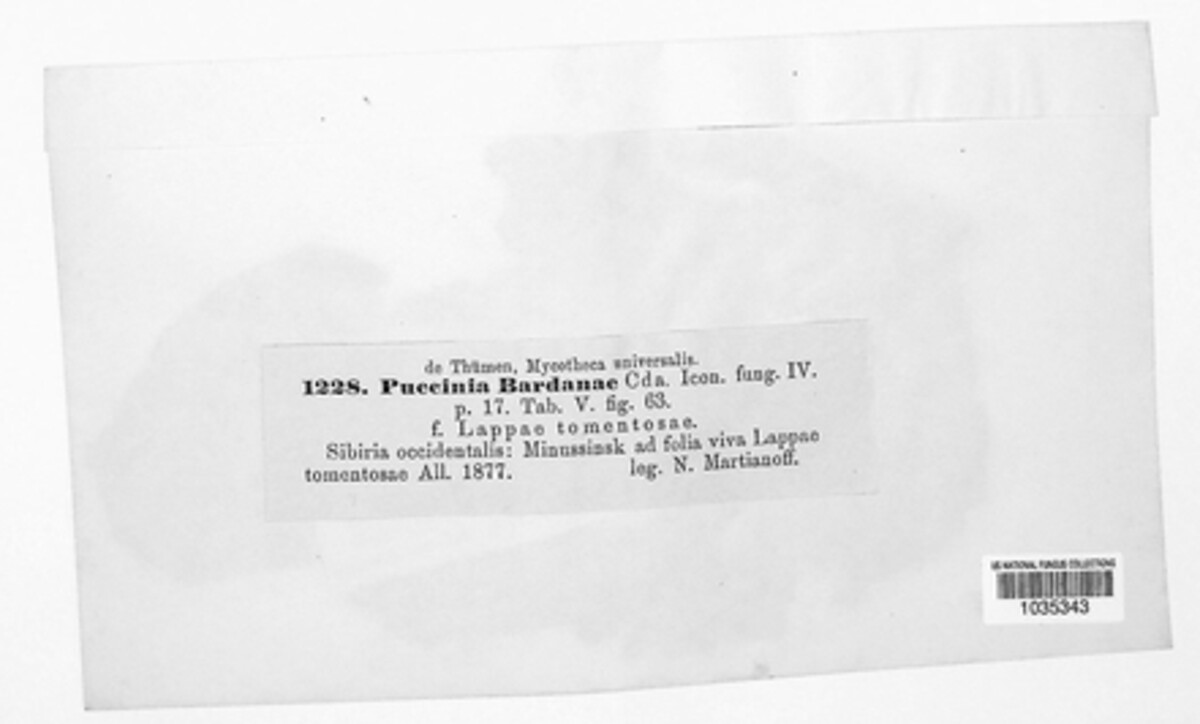 de Thümen, Mycotheca universalis.
1228. Puccinia Bardanae Cda. Icon. fung. IV.
p. 17. Tab. V. fig. 63.
f. Lappae tomentosae.
Sibiria occidentalis: Minussinsk ad folia viva Lappae
tomentosae All. 1877. leg. N. Martianoff.
US NATIONAL FUNGUS COLLECTIONS
1035343